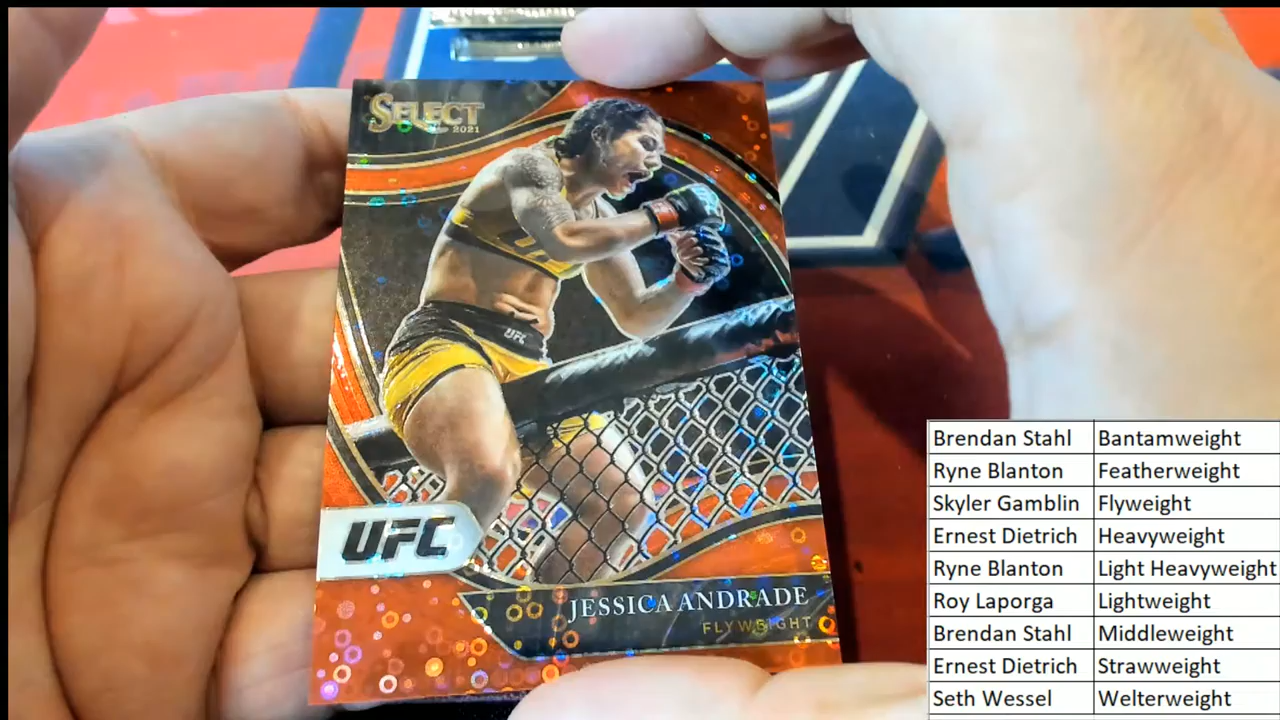 SELECT
2021
UFC
UFC
JESSICA ANDRADE
FLYWEIGHT
Brendan Stahl Bantamweight
Ryne Blanton Featherweight
Skyler Gamblin Flyweight
Ernest Dietrich Heavyweight
Ryne Blanton Light Heavyweight
Roy Laporga Lightweight
Brendan Stahl Middleweight
Ernest Dietrich Strawweight
Seth Wessel Welterweight